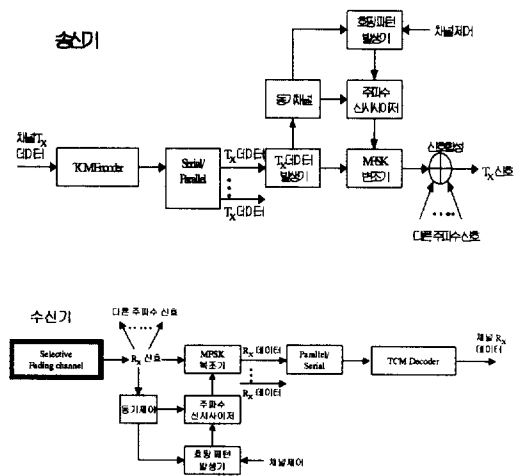 송신기
호핑 패턴
발생기
채널제어
동기채널
주파수
신시사이저
채널 TX
데이터
TCM Encoder
Serial/
Parallel
TX 데이터
TX 데이터
TX 데이터
발생기
MPSK
변조기
신호합성
TX 신호
다른 주파수 신호
수신기
다른 주파수 신호
Selective
Fading channel
RX 신호
MPSK
복조기
RX 데이터
RX 데이터
Parallel/
Serial
TCM Decoder
채널 RX
데이터
동기제어
주파수
신시사이저
호핑 패턴
발생기
채널제어